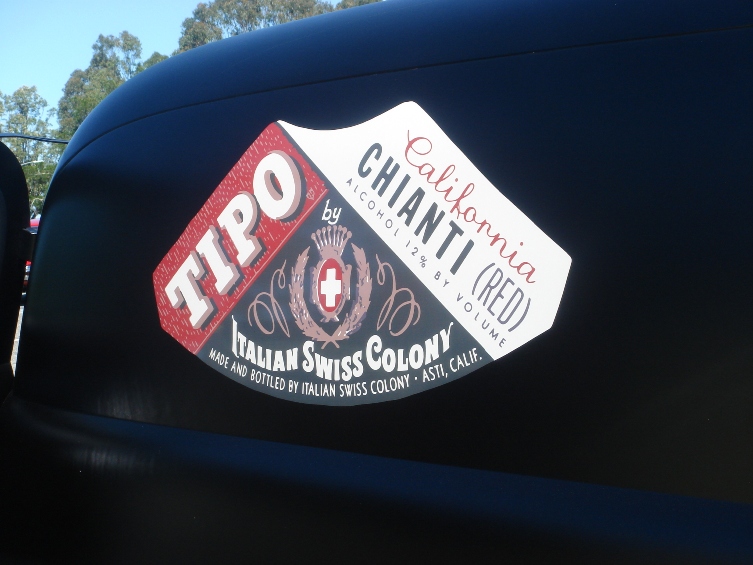 TIPO
by
ITALIAN SWISS COLONY
MADE AND BOTTLED BY ITALIAN SWISS COLONY · ASTI, CALIF.
California
CHIANTI (RED)
ALCOHOL 12% BY VOLUME